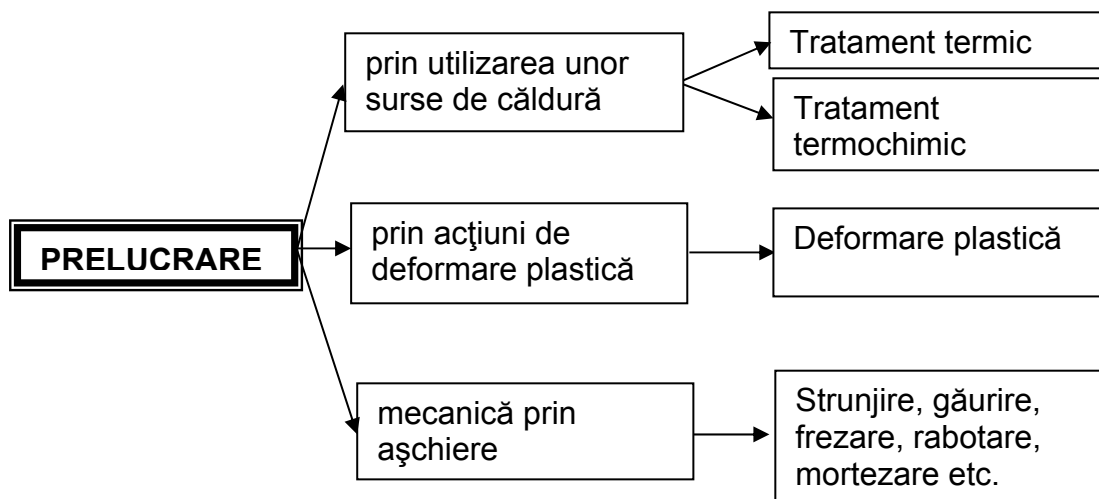 PRELUCRARE
prin utilizarea unor
surse de căldură
Tratament termic
Tratament
termochimic
prin acţiuni de
deformare plastică
Deformare plastică
mecanică prin
aşchiere
Strunjire, găurire,
frezare, rabotare,
mortezare etc.